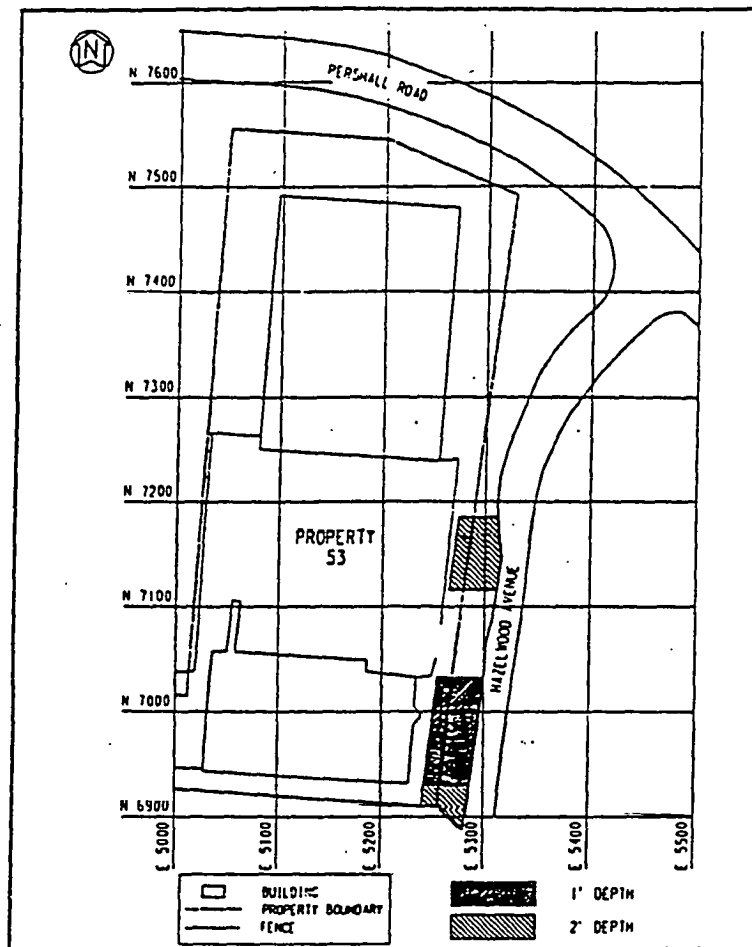 N
PERSHALL ROAD
N 7600
N 7500
N 7400
N 7300
N 7200
PROPERTY
53
N 7100
HAZELWOOD AVENUE
N 7000
N 6900
E 5000
E 5100
E 5200
E 5300
E 5400
E 5500
BUILDING
PROPERTY BOUNDARY
FENCE
1' DEPTH
2' DEPTH